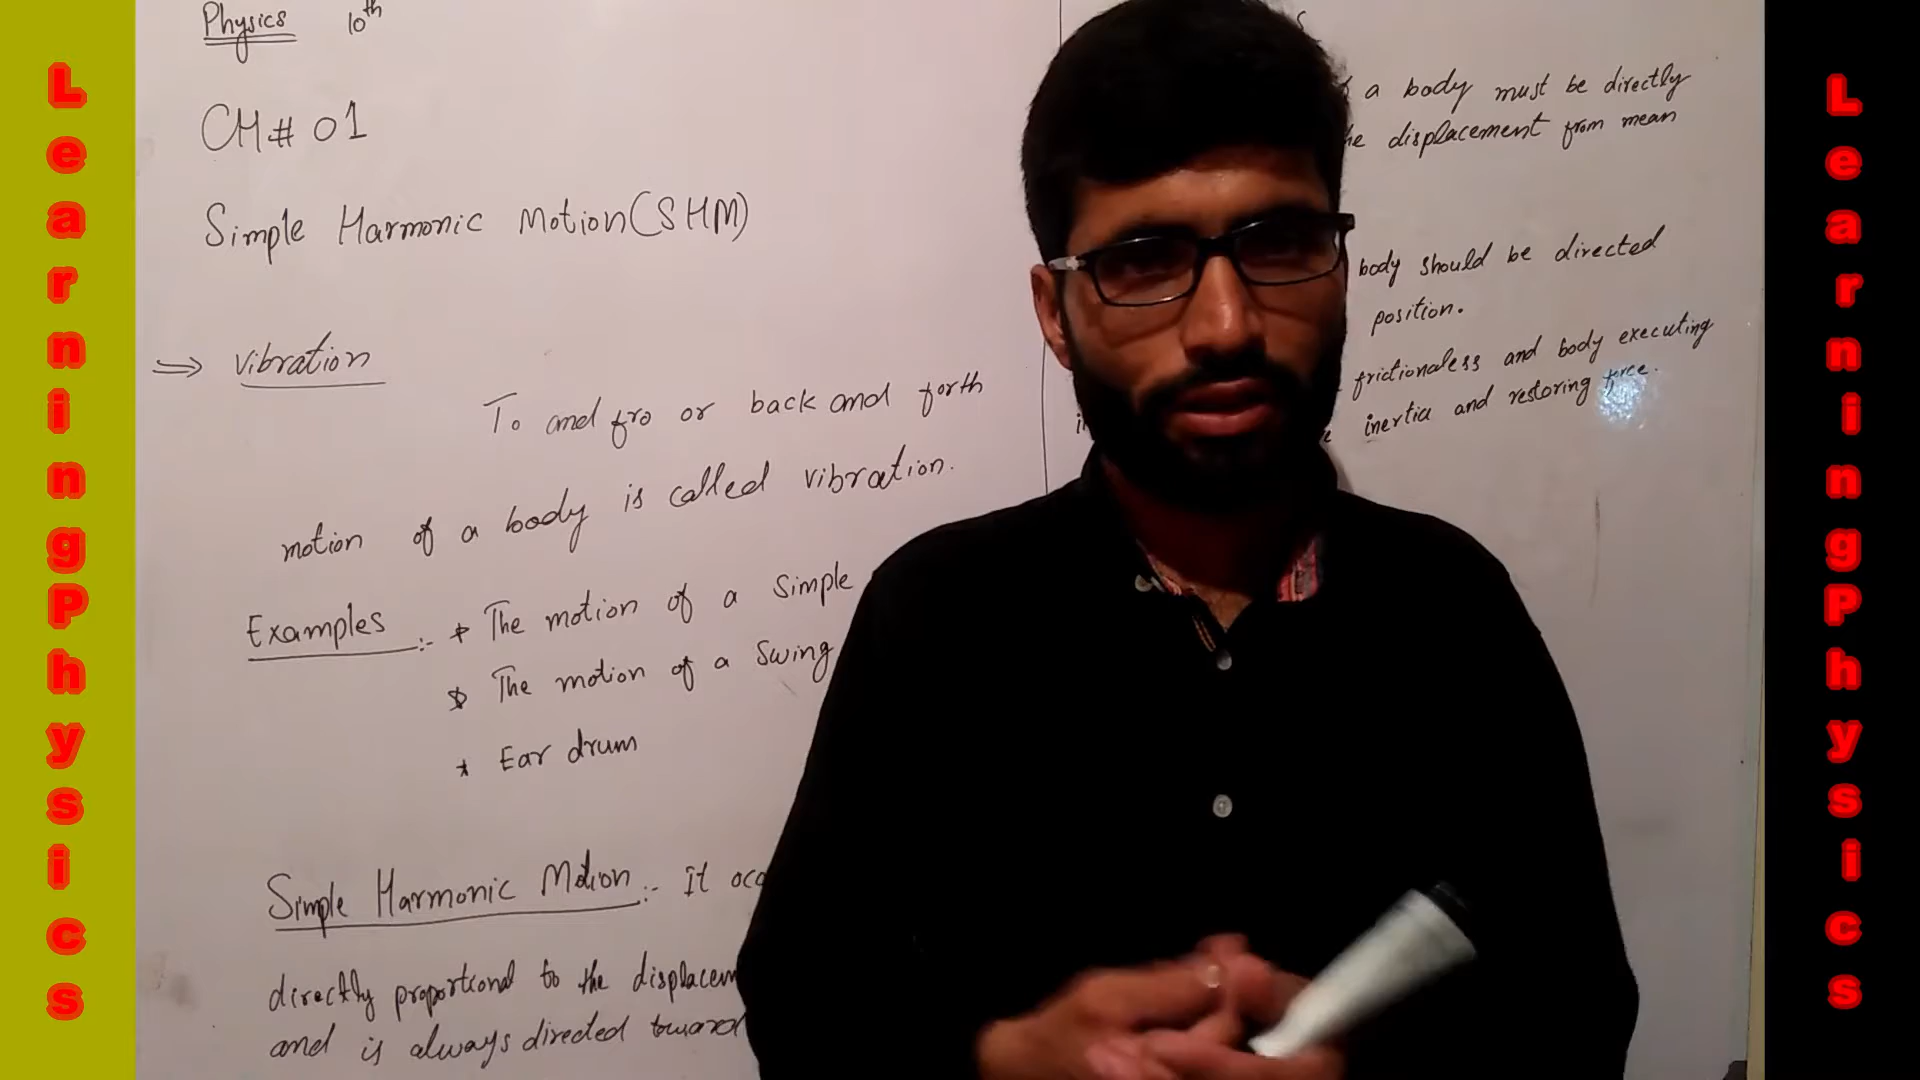 LearningPhysics
Physics 10th
CH# 01
Simple Harmonic Motion(SHM)
⇒ Vibration
To and fro or back and forth
motion of a body is called vibration.
Examples :- * The motion of a simple
* The motion of a swing
* Ear drum
Simple Harmonic Motion :- It
directly proportional to the
and is always directed toward
a body must be directly
displacement from mean
body should be directed
position.
frictionaless and body executing
inertia and restoring force.
LearningPhysics